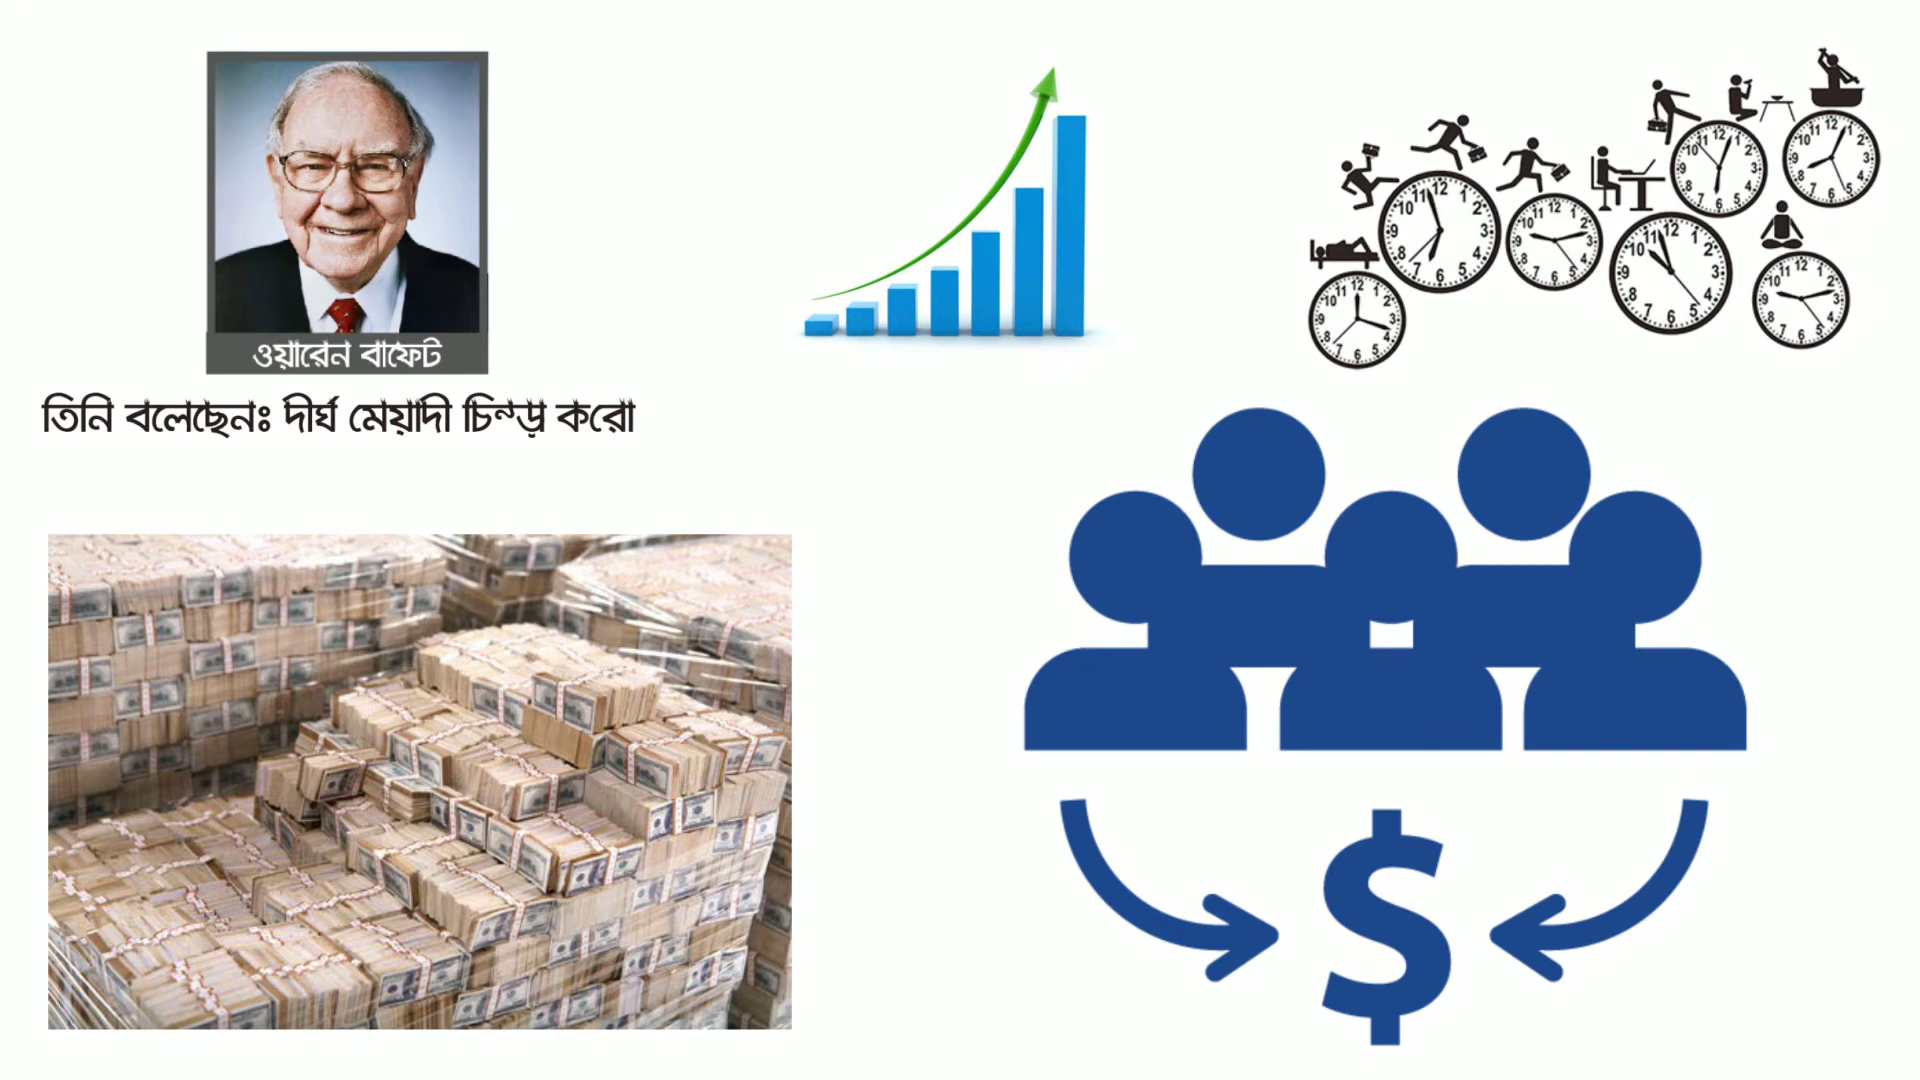 ওয়ারেন বাফেট
তিনি বলেছেনঃ দীর্ঘ মেয়াদী চিন্তা করো
$